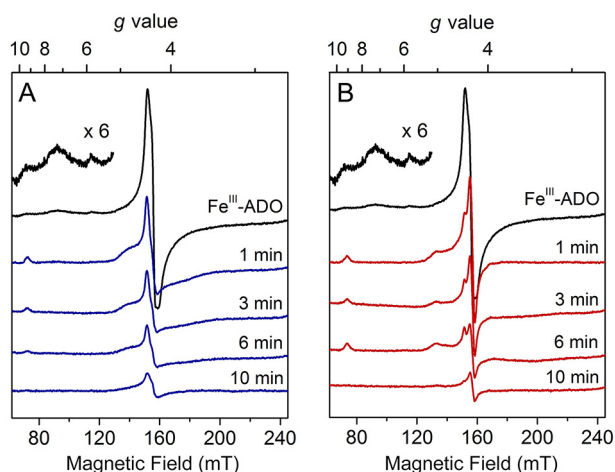 g value
10 8 6 4
A
x 6
Fe^III-ADO
1 min
3 min
6 min
10 min
80 120 160 200 240
Magnetic Field (mT)
g value
10 8 6 4
B
x 6
Fe^III-ADO
1 min
3 min
6 min
10 min
80 120 160 200 240
Magnetic Field (mT)